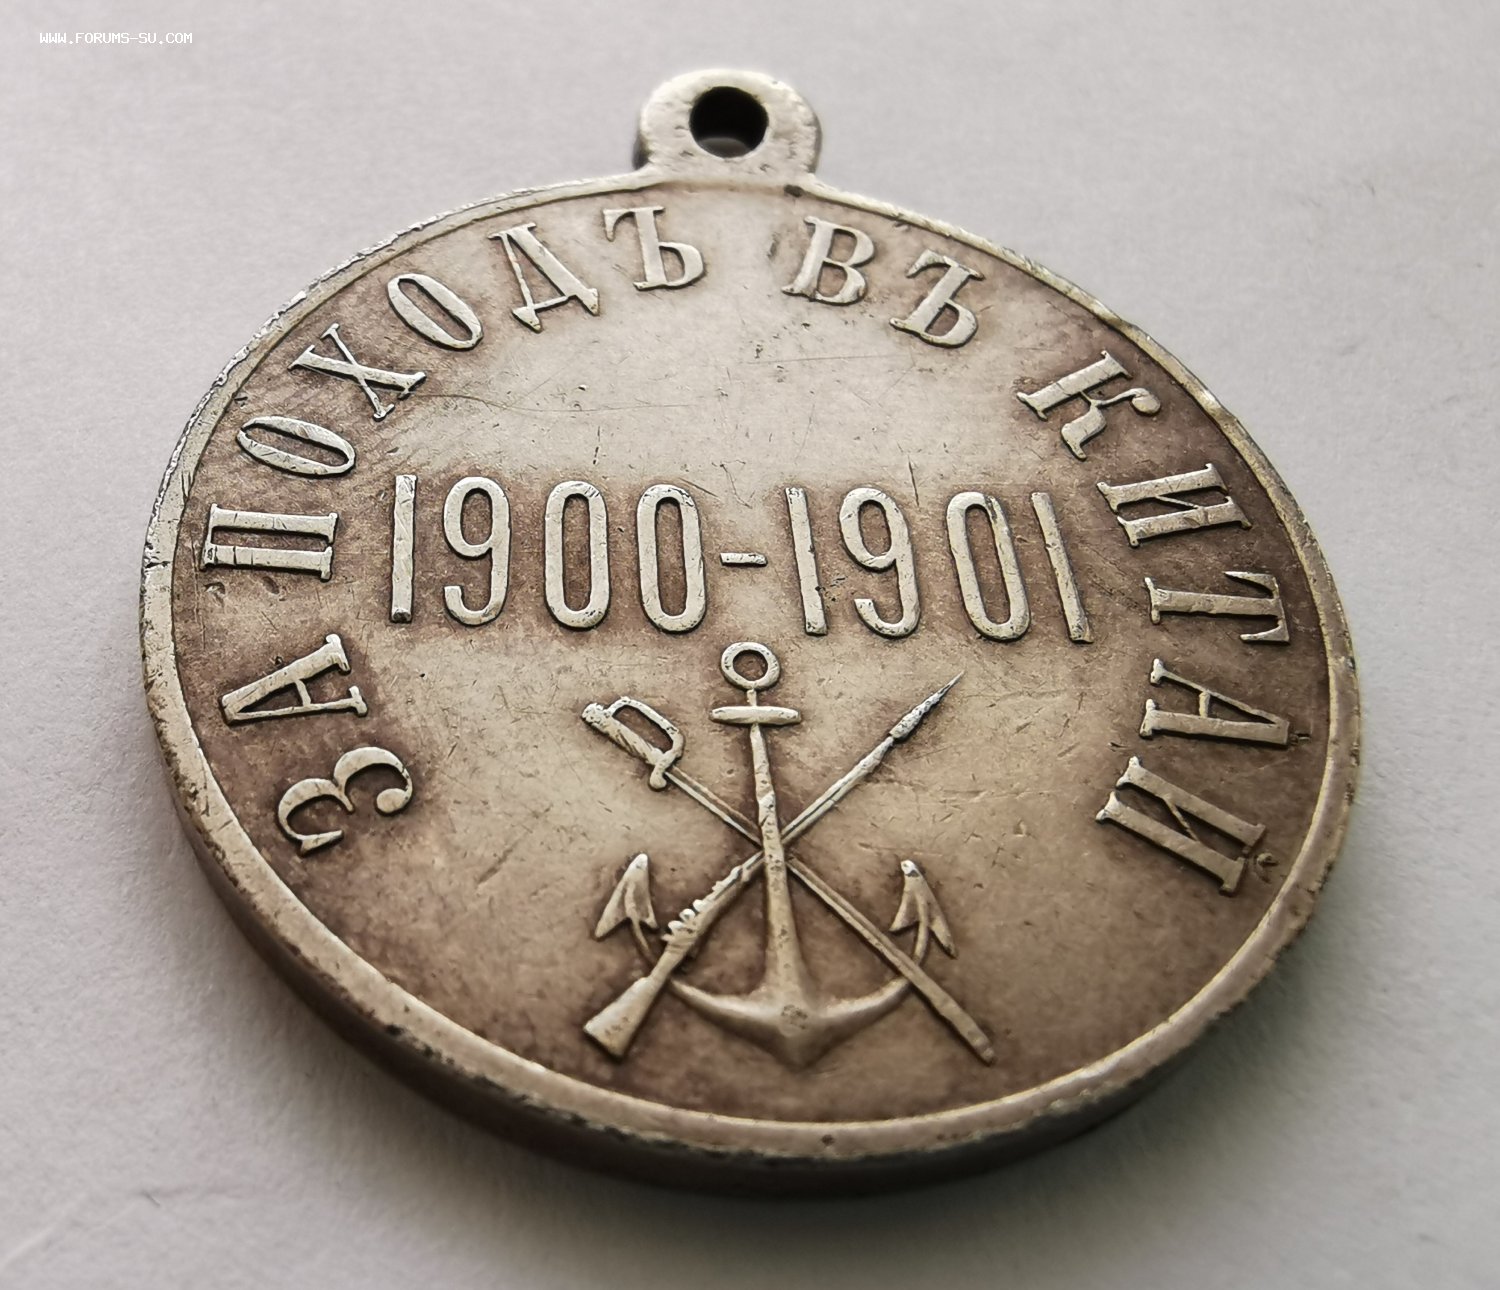 WWW.FORUMS-SU.COM
ЗА ПОХОДЪ ВЪ КИТАЙ
1900-1901